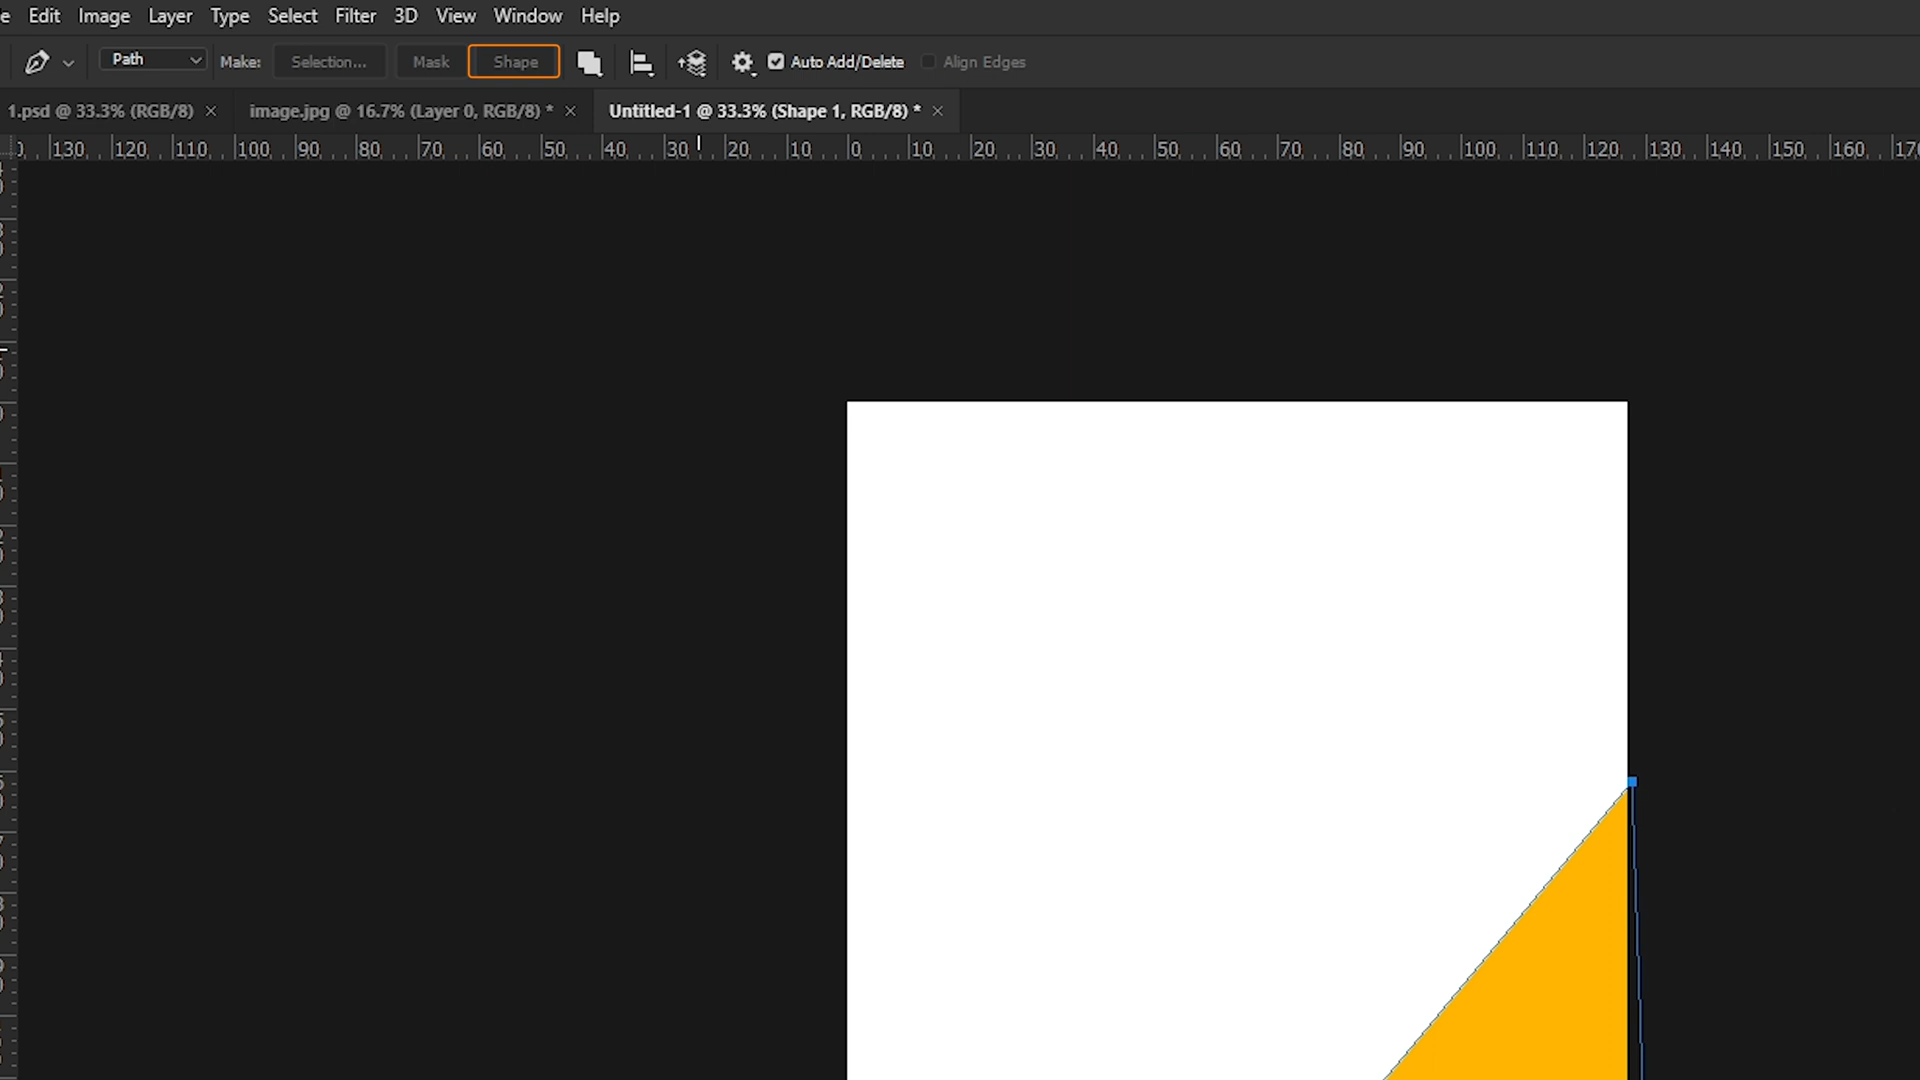 Edit Image Layer Type Select Filter 3D View Window Help
Path Make: Selection... Mask Shape Auto Add/Delete Align Edges
1.psd @ 33.3% (RGB/8) × image.jpg @ 16.7% (Layer 0, RGB/8) * × Untitled-1 @ 33.3% (Shape 1, RGB/8) * ×
130 120 110 100 90 80 70 60 50 40 30 20 10 0 10 20 30 40 50 60 70 80 90 100 110 120 130 140 150 160